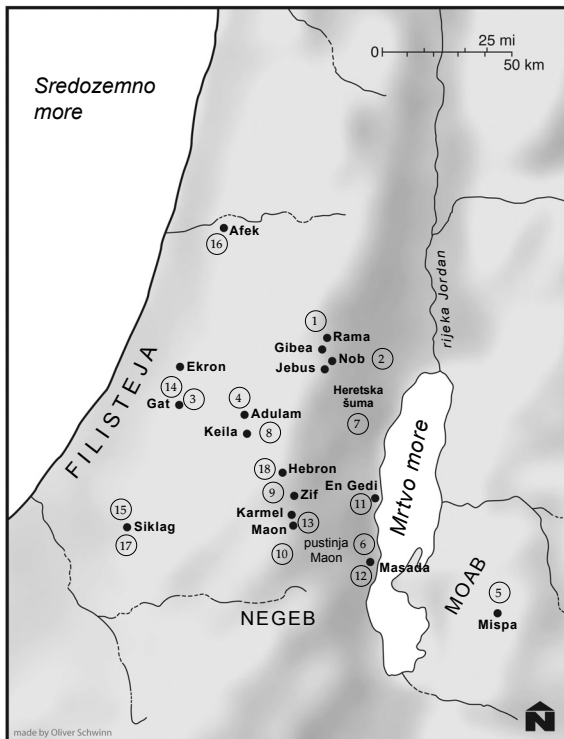 25 mi
0
50 km
Sredozemno
more
Afek
16
rijeka Jordan
1
Rama
Gibea
Nob
2
Jebus
FILISTEJA
Ekron
14
Gat
3
4
Adulam
Heretska
šuma
7
Keila
8
18
Hebron
Mrtvo more
9
Zif
En Gedi
11
15
Siklag
17
Karmel
Maon
13
10
pustinja
Maon
6
Masada
12
MOAB
5
Mispa
NEGEB
N
made by Oliver Schwinn